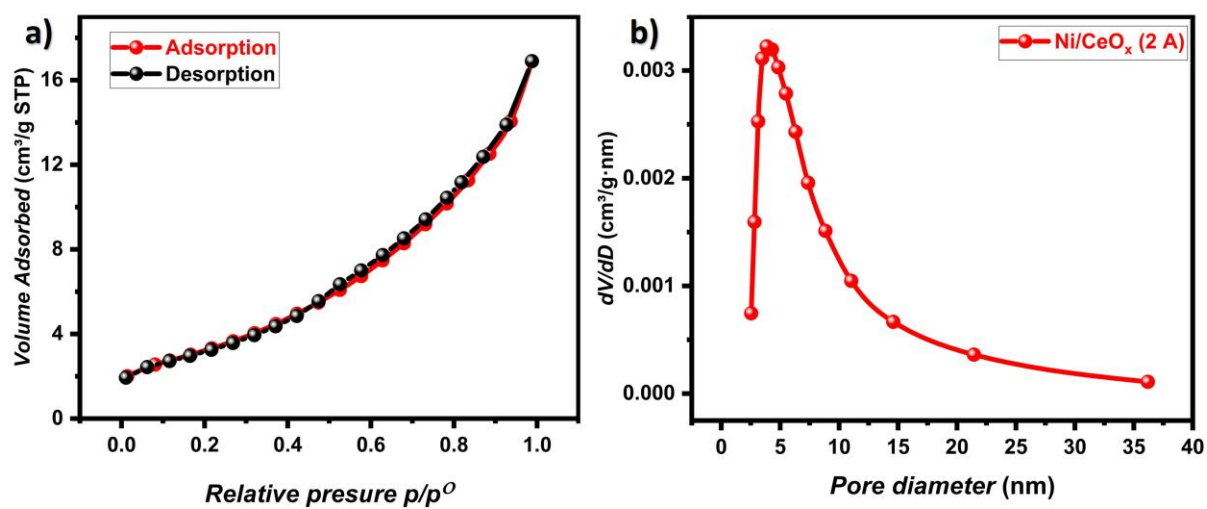 a)
Adsorption
Desorption
Volume Adsorbed (cm³/g STP)
16
12
8
4
0
0.0 0.2 0.4 0.6 0.8 1.0
Relative presure p/pᴼ
b)
Ni/CeOₓ (2 A)
dV/dD (cm³/g·nm)
0.003
0.002
0.001
0.000
0 5 10 15 20 25 30 35 40
Pore diameter (nm)